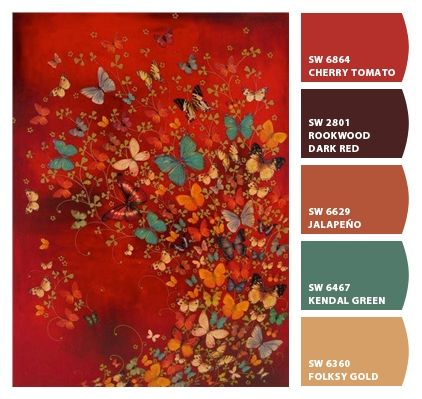 SW 6864
CHERRY TOMATO
SW 2801
ROOKWOOD
DARK RED
SW 6629
JALAPEÑO
SW 6467
KENDAL GREEN
SW 6360
FOLKSY GOLD